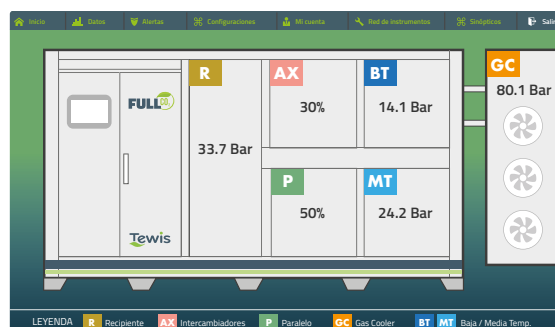 Inicio Datos Alertas Configuraciones Mi cuenta Red de instrumentos Sinópticos Salir
R AX BT GC
FULL CO₂
30% 14.1 Bar 80.1 Bar
33.7 Bar
P MT
50% 24.2 Bar
Tewis
LEYENDA R Recipiente AX Intercambiadores P Paralelo GC Gas Cooler BT MT Baja / Media Temp.